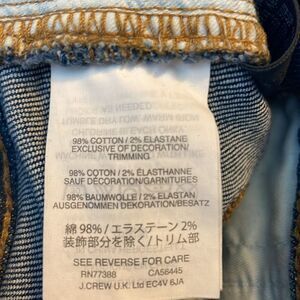 98% COTTON / 2% ELASTANE
EXCLUSIVE OF DECORATION/
TRIMMING
98% COTON / 2% ÉLASTHANNE
SAUF DÉCORATION/GARNITURES
98% BAUMWOLLE / 2% ELASTAN
AUSGENOMMEN DEKORATION/BESATZ
綿 98% / エラステーン 2%
装飾部分を除く/トリム部
SEE REVERSE FOR CARE
RN77388 CA56445
J.CREW U.K. Ltd EC4V 6JA